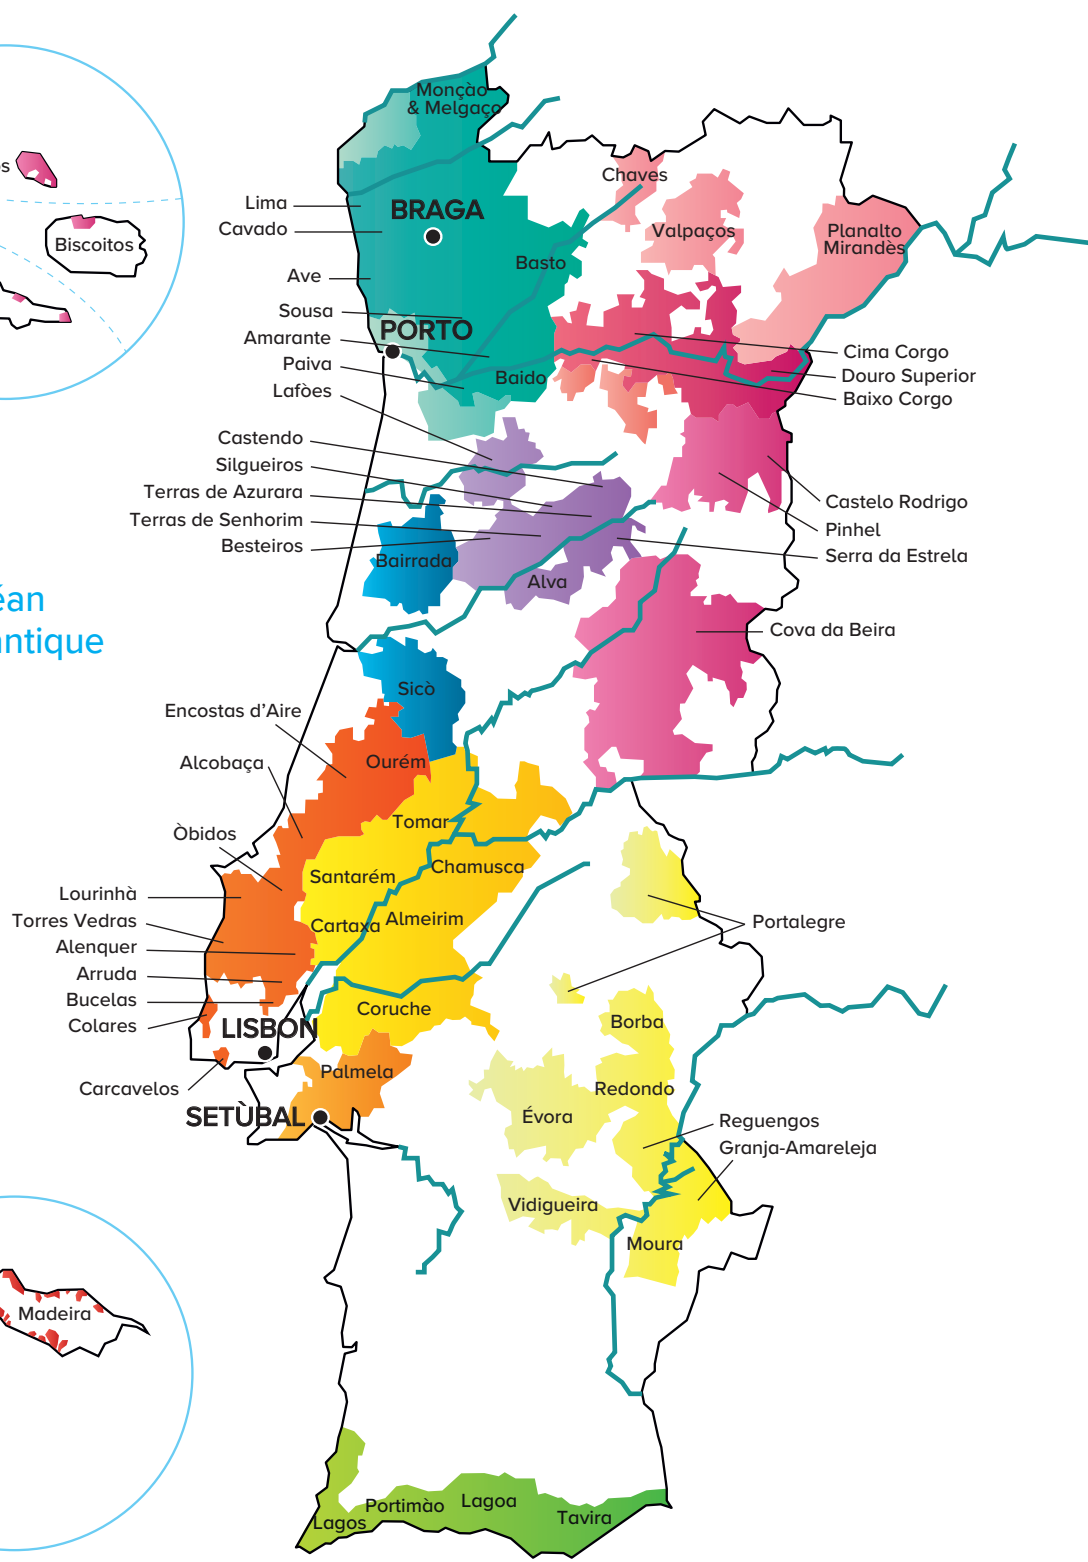 Monçào
& Melgaço
Chaves
s
Lima
BRAGA
Cavado
Valpaços
Planalto
Mirandès
Biscoitos
Basto
Ave
Sousa
PORTO
Amarante
Cima Corgo
Paiva
Baido
Douro Superior
Lafòes
Baixo Corgo
Castendo
Silgueiros
Terras de Azurara
Castelo Rodrigo
Terras de Senhorim
Pinhel
Besteiros
Serra da Estrela
Bairrada
Alva
éan
antique
Cova da Beira
Sicò
Encostas d'Aire
Ourém
Alcobaça
Tomar
Òbidos
Chamusca
Santarém
Lourinhà
Torres Vedras
Cartaxa
Almeirim
Portalegre
Alenquer
Arruda
Bucelas
Coruche
Colares
LISBON
Borba
Palmela
Carcavelos
Redondo
SETÙBAL
Évora
Reguengos
Granja-Amareleja
Vidigueira
Moura
Madeira
Portimào
Lagoa
Lagos
Tavira